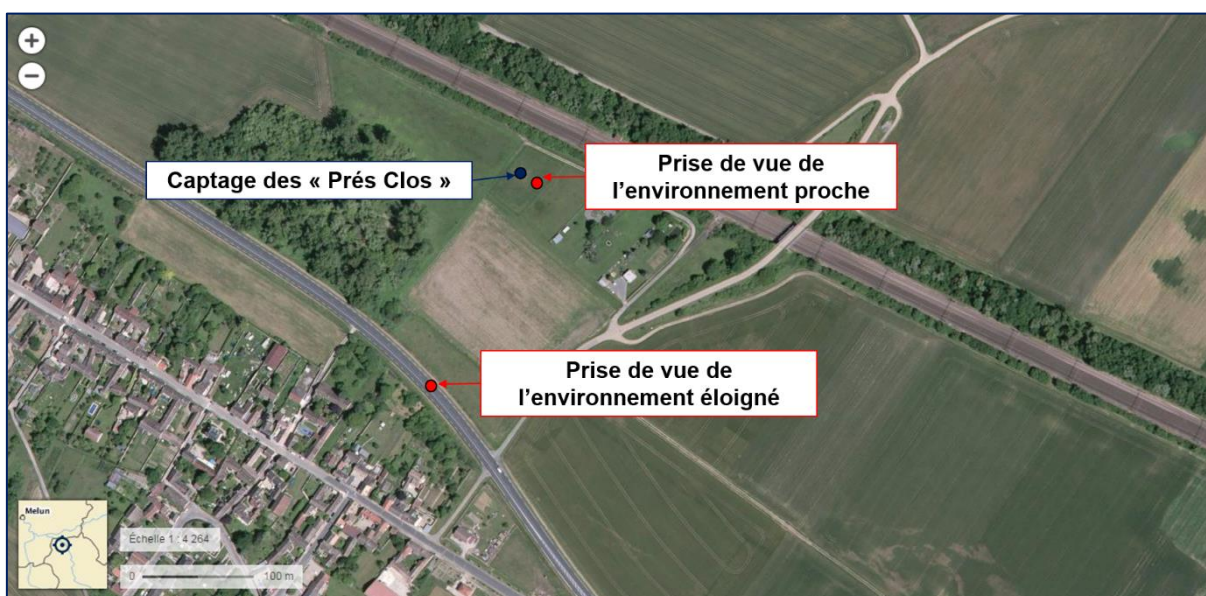 +
−
Captage des « Prés Clos »
Prise de vue de
l’environnement proche
Prise de vue de
l’environnement éloigné
Melun
Échelle 1 : 4 264
0
100 m